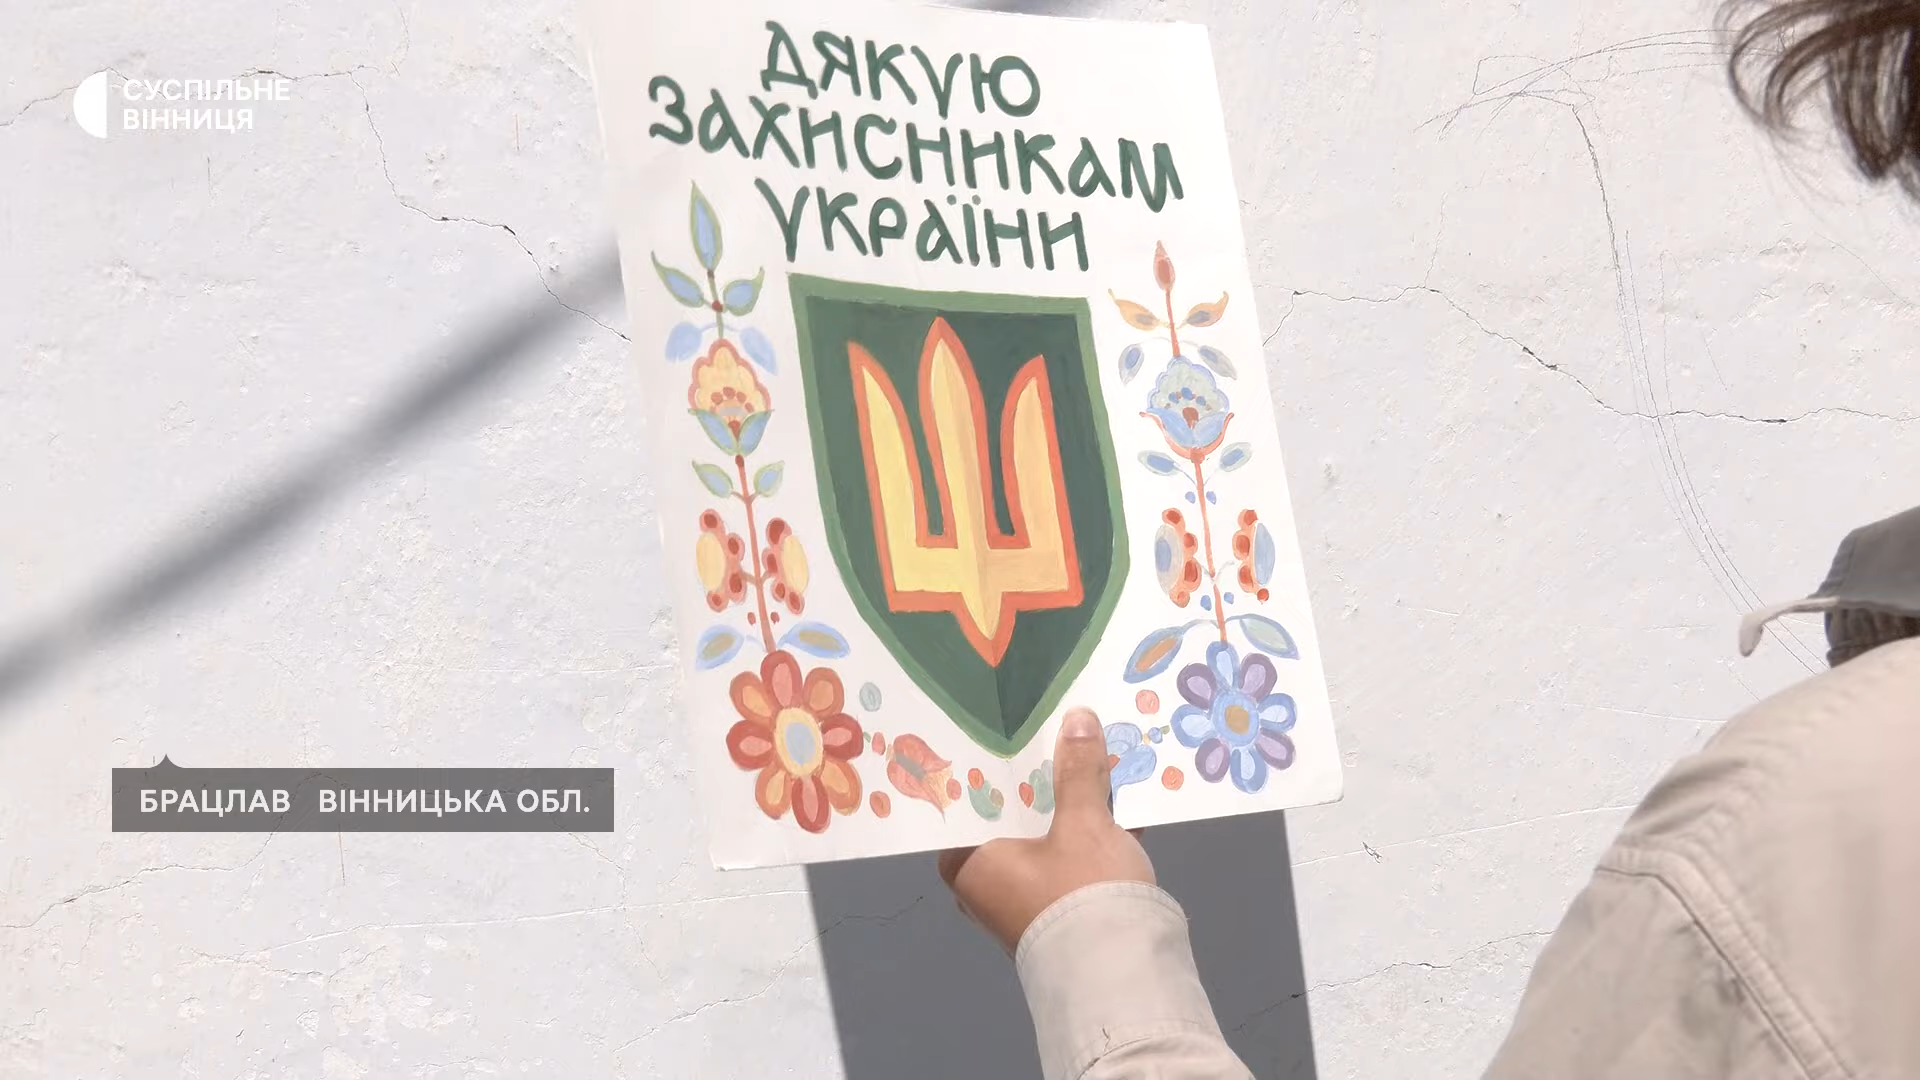 СУСПІЛЬНЕ
ВІННИЦЯ
ДЯКУЮ
ЗАХИСНИКАМ
УКРАЇНИ
БРАЦЛАВ ВІННИЦЬКА ОБЛ.